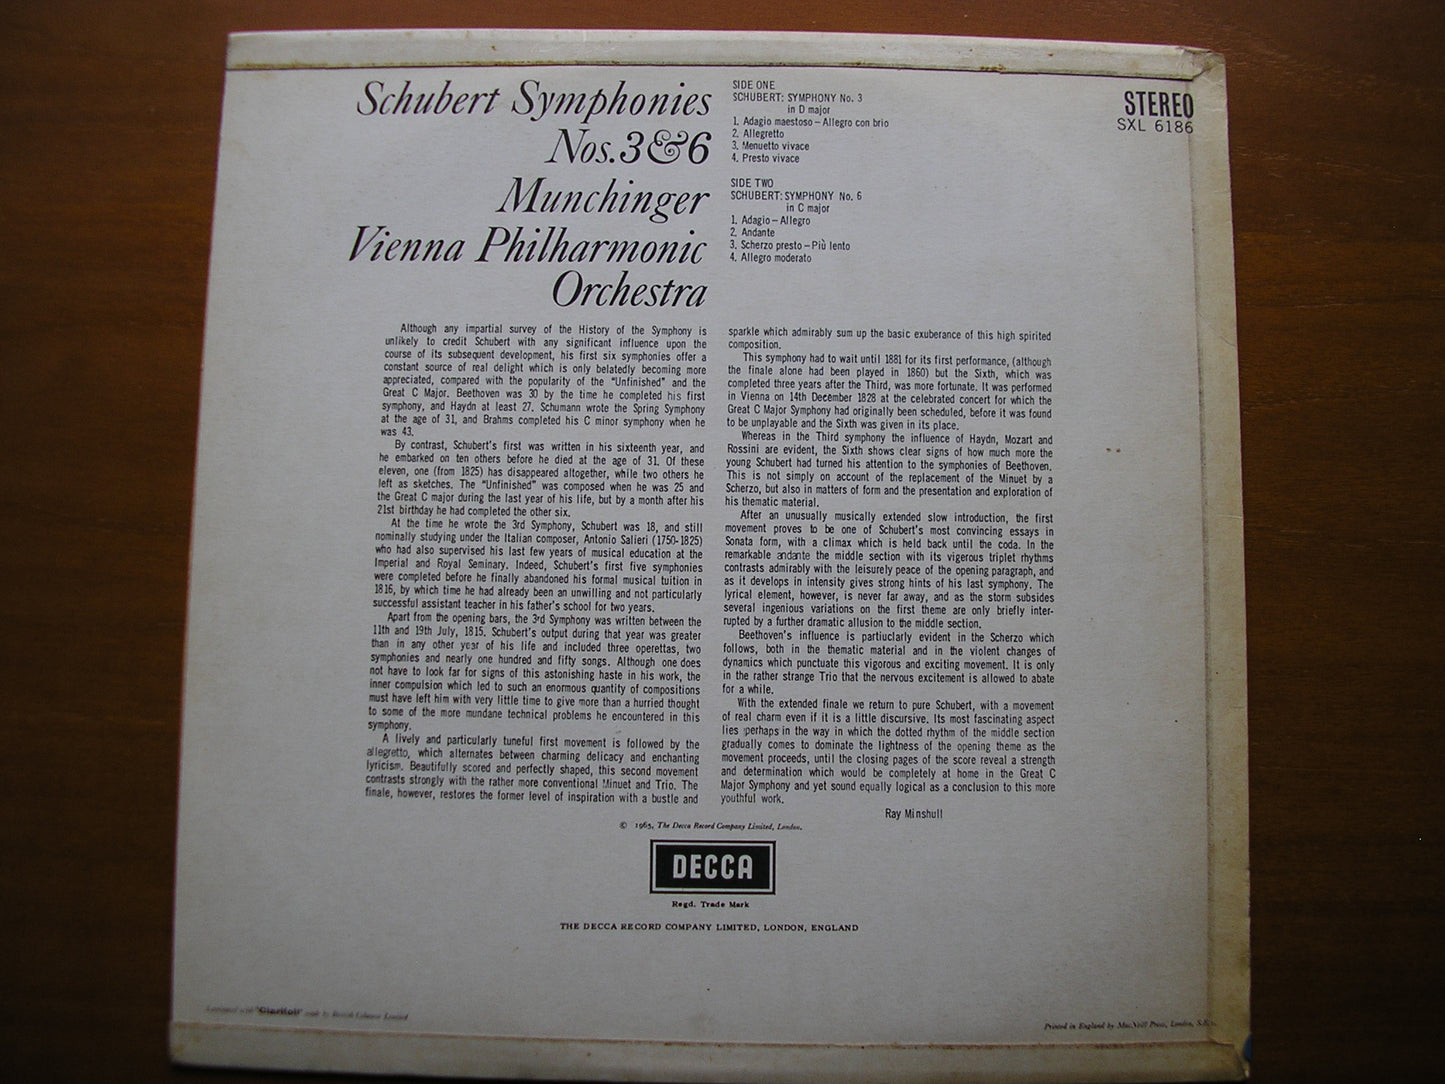 Schubert Symphonies
Nos. 3 & 6
Munchinger
Vienna Philharmonic
Orchestra
SIDE ONE
SCHUBERT: SYMPHONY No. 3
in D major
1. Adagio maestoso – Allegro con brio
2. Allegretto
3. Menuetto vivace
4. Presto vivace
SIDE TWO
SCHUBERT: SYMPHONY No. 6
in C major
1. Adagio – Allegro
2. Andante
3. Scherzo presto – Più lento
4. Allegro moderato
STEREO
SXL 6186
Although any impartial survey of the History of the Symphony is
unlikely to credit Schubert with any significant influence upon the
course of its subsequent development, his first six symphonies offer a
constant source of real delight which is only belatedly becoming more
appreciated, compared with the popularity of the "Unfinished" and the
Great C Major. Beethoven was 30 by the time he completed his first
symphony, and Haydn at least 27. Schumann wrote the Spring Symphony
at the age of 31, and Brahms completed his C minor symphony when he
was 43.
By contrast, Schubert's first was written in his sixteenth year, and
he embarked on ten others before he died at the age of 31. Of these
eleven, one (from 1825) has disappeared altogether, while two others he
left as sketches. The "Unfinished" was composed when he was 25 and
the Great C major during the last year of his life, but by a month after his
21st birthday he had completed the other six.
At the time he wrote the 3rd Symphony, Schubert was 18, and still
nominally studying under the Italian composer, Antonio Salieri (1750-1825)
who had also supervised his last few years of musical education at the
Imperial and Royal Seminary. Indeed, Schubert's first five symphonies
were completed before he finally abandoned his formal musical tuition in
1816, by which time he had already been an unwilling and not particularly
successful assistant teacher in his father's school for two years.
Apart from the opening bars, the 3rd Symphony was written between the
11th and 19th July, 1815. Schubert's output during that year was greater
than in any other year of his life and included three operettas, two
symphonies and nearly one hundred and fifty songs. Although one does
not have to look far for signs of this astonishing haste in his work, the
inner compulsion which led to such an enormous quantity of compositions
must have left him with very little time to give more than a hurried thought
to some of the more mundane technical problems he encountered in this
symphony.
A lively and particularly tuneful first movement is followed by the
allegretto, which alternates between charming delicacy and enchanting
lyricism. Beautifully scored and perfectly shaped, this second movement
contrasts strongly with the rather more conventional Minuet and Trio. The
finale, however, restores the former level of inspiration with a bustle and
sparkle which admirably sum up the basic exuberance of this high spirited
composition.
This symphony had to wait until 1881 for its first performance, (although
the finale alone had been played in 1860) but the Sixth, which was
completed three years after the Third, was more fortunate. It was performed
in Vienna on 14th December 1828 at the celebrated concert for which the
Great C Major Symphony had originally been scheduled, before it was found
to be unplayable and the Sixth was given in its place.
Whereas in the Third symphony the influence of Haydn, Mozart and
Rossini are evident, the Sixth shows clear signs of how much more the
young Schubert had turned his attention to the symphonies of Beethoven.
This is not simply on account of the replacement of the Minuet by a
Scherzo, but also in matters of form and the presentation and exploration of
his thematic material.
After an unusually musically extended slow introduction, the first
movement proves to be one of Schubert's most convincing essays in
Sonata form, with a climax which is held back until the coda. In the
remarkable andante the middle section with its vigerous triplet rhythms
contrasts admirably with the leisurely peace of the opening paragraph, and
as it develops in intensity gives strong hints of his last symphony. The
lyrical element, however, is never far away, and as the storm subsides
several ingenious variations on the first theme are only briefly inter-
rupted by a further dramatic allusion to the middle section.
Beethoven's influence is partiuclarly evident in the Scherzo which
follows, both in the thematic material and in the violent changes of
dynamics which punctuate this vigorous and exciting movement. It is only
in the rather strange Trio that the nervous excitement is allowed to abate
for a while.
With the extended finale we return to pure Schubert, with a movement
of real charm even if it is a little discursive. Its most fascinating aspect
lies perhaps in the way in which the dotted rhythm of the middle section
gradually comes to dominate the lightness of the opening theme as the
movement proceeds, until the closing pages of the score reveal a strength
and determination which would be completely at home in the Great C
Major Symphony and yet sound equally logical as a conclusion to this more
youthful work.
Ray Minshull
© 1965, The Decca Record Company Limited, London.
DECCA
Regd. Trade Mark
THE DECCA RECORD COMPANY LIMITED, LONDON, ENGLAND
Laminated with "Clarifoil" made by British Celanese Limited
Printed in England by MacNeill Press, London, S.E.1.